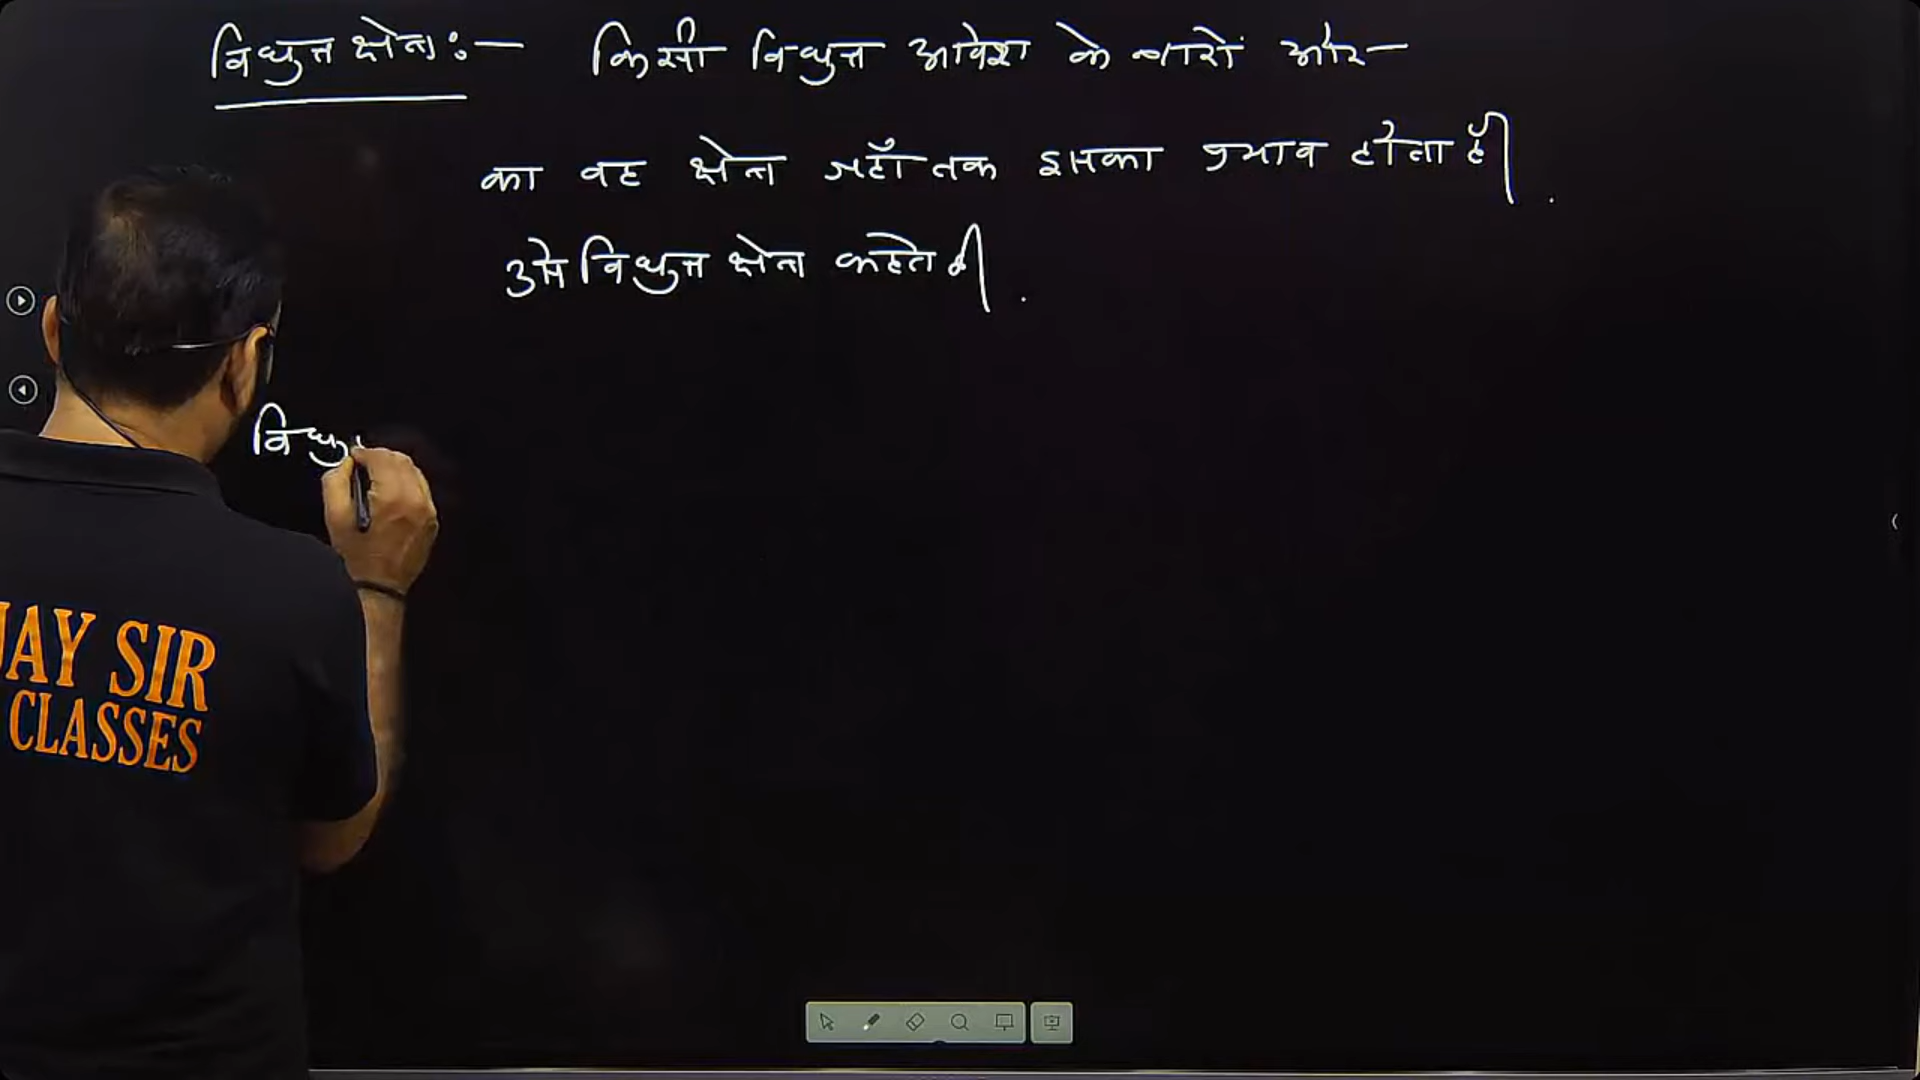 विद्युत क्षेत्र :— किसी विद्युत आवेश के चारों ओर—
का वह क्षेत्र जहाँ तक इसका प्रभाव होता है।
उसे विद्युत क्षेत्र कहते है।
विद्यु
JAY SIR
CLASSES